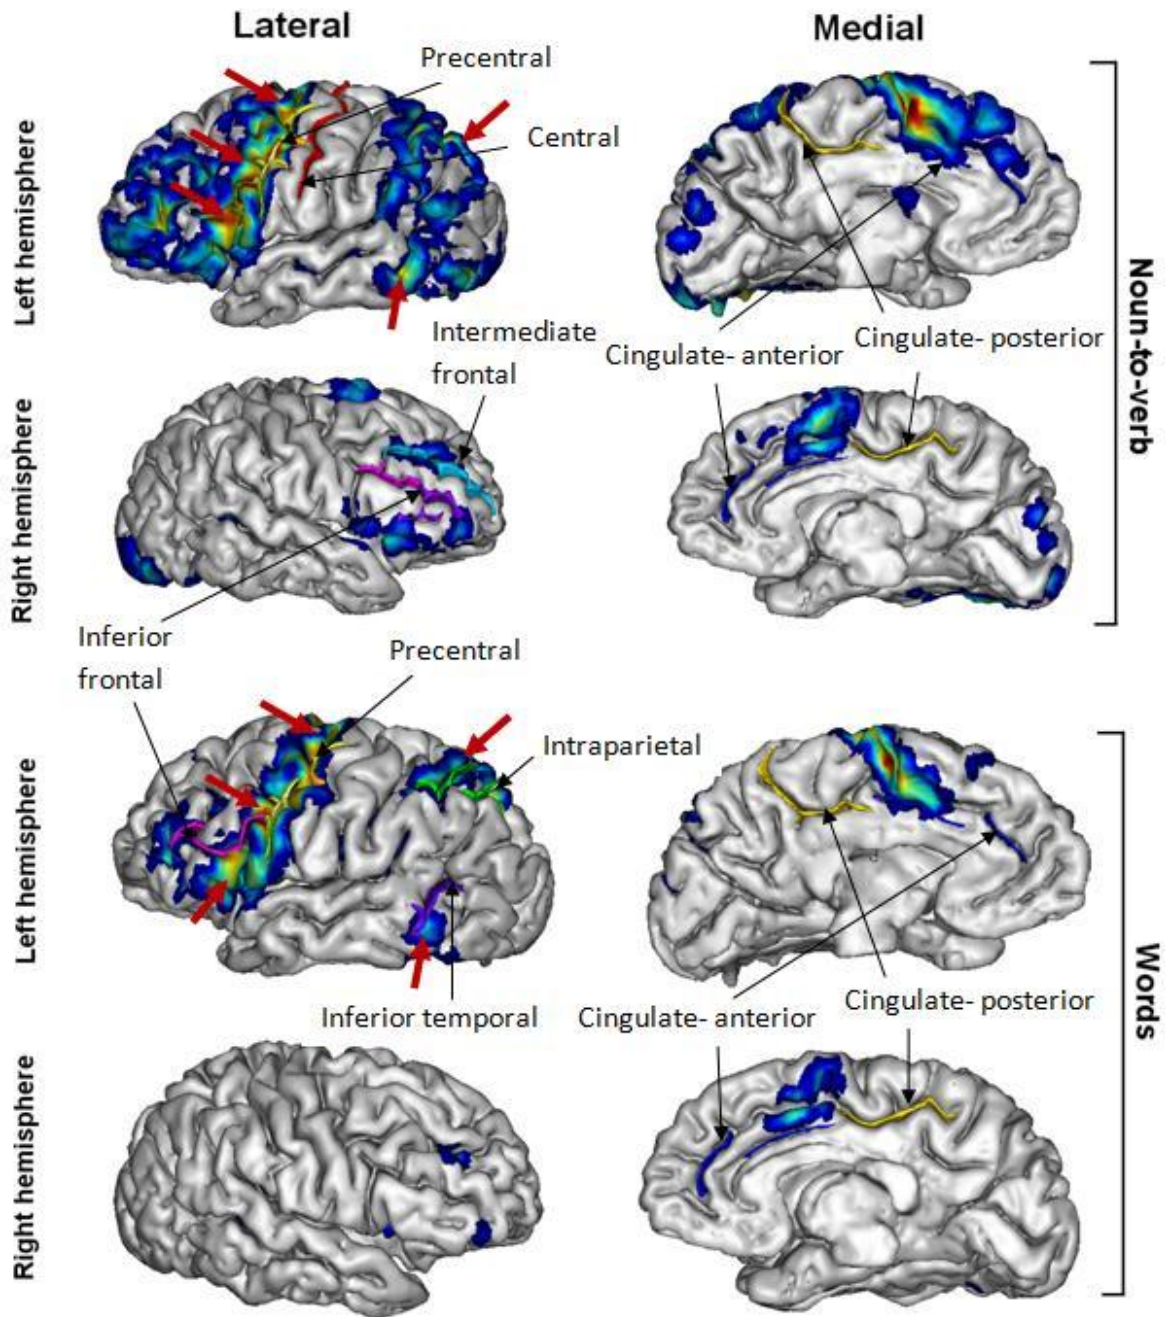 Lateral
Medial
Precentral
Central
Left hemisphere
Noun-to-verb
Intermediate
frontal
Cingulate- anterior
Cingulate- posterior
Right hemisphere
Inferior
frontal
Precentral
Intraparietal
Left hemisphere
Words
Inferior temporal
Cingulate- anterior
Cingulate- posterior
Right hemisphere